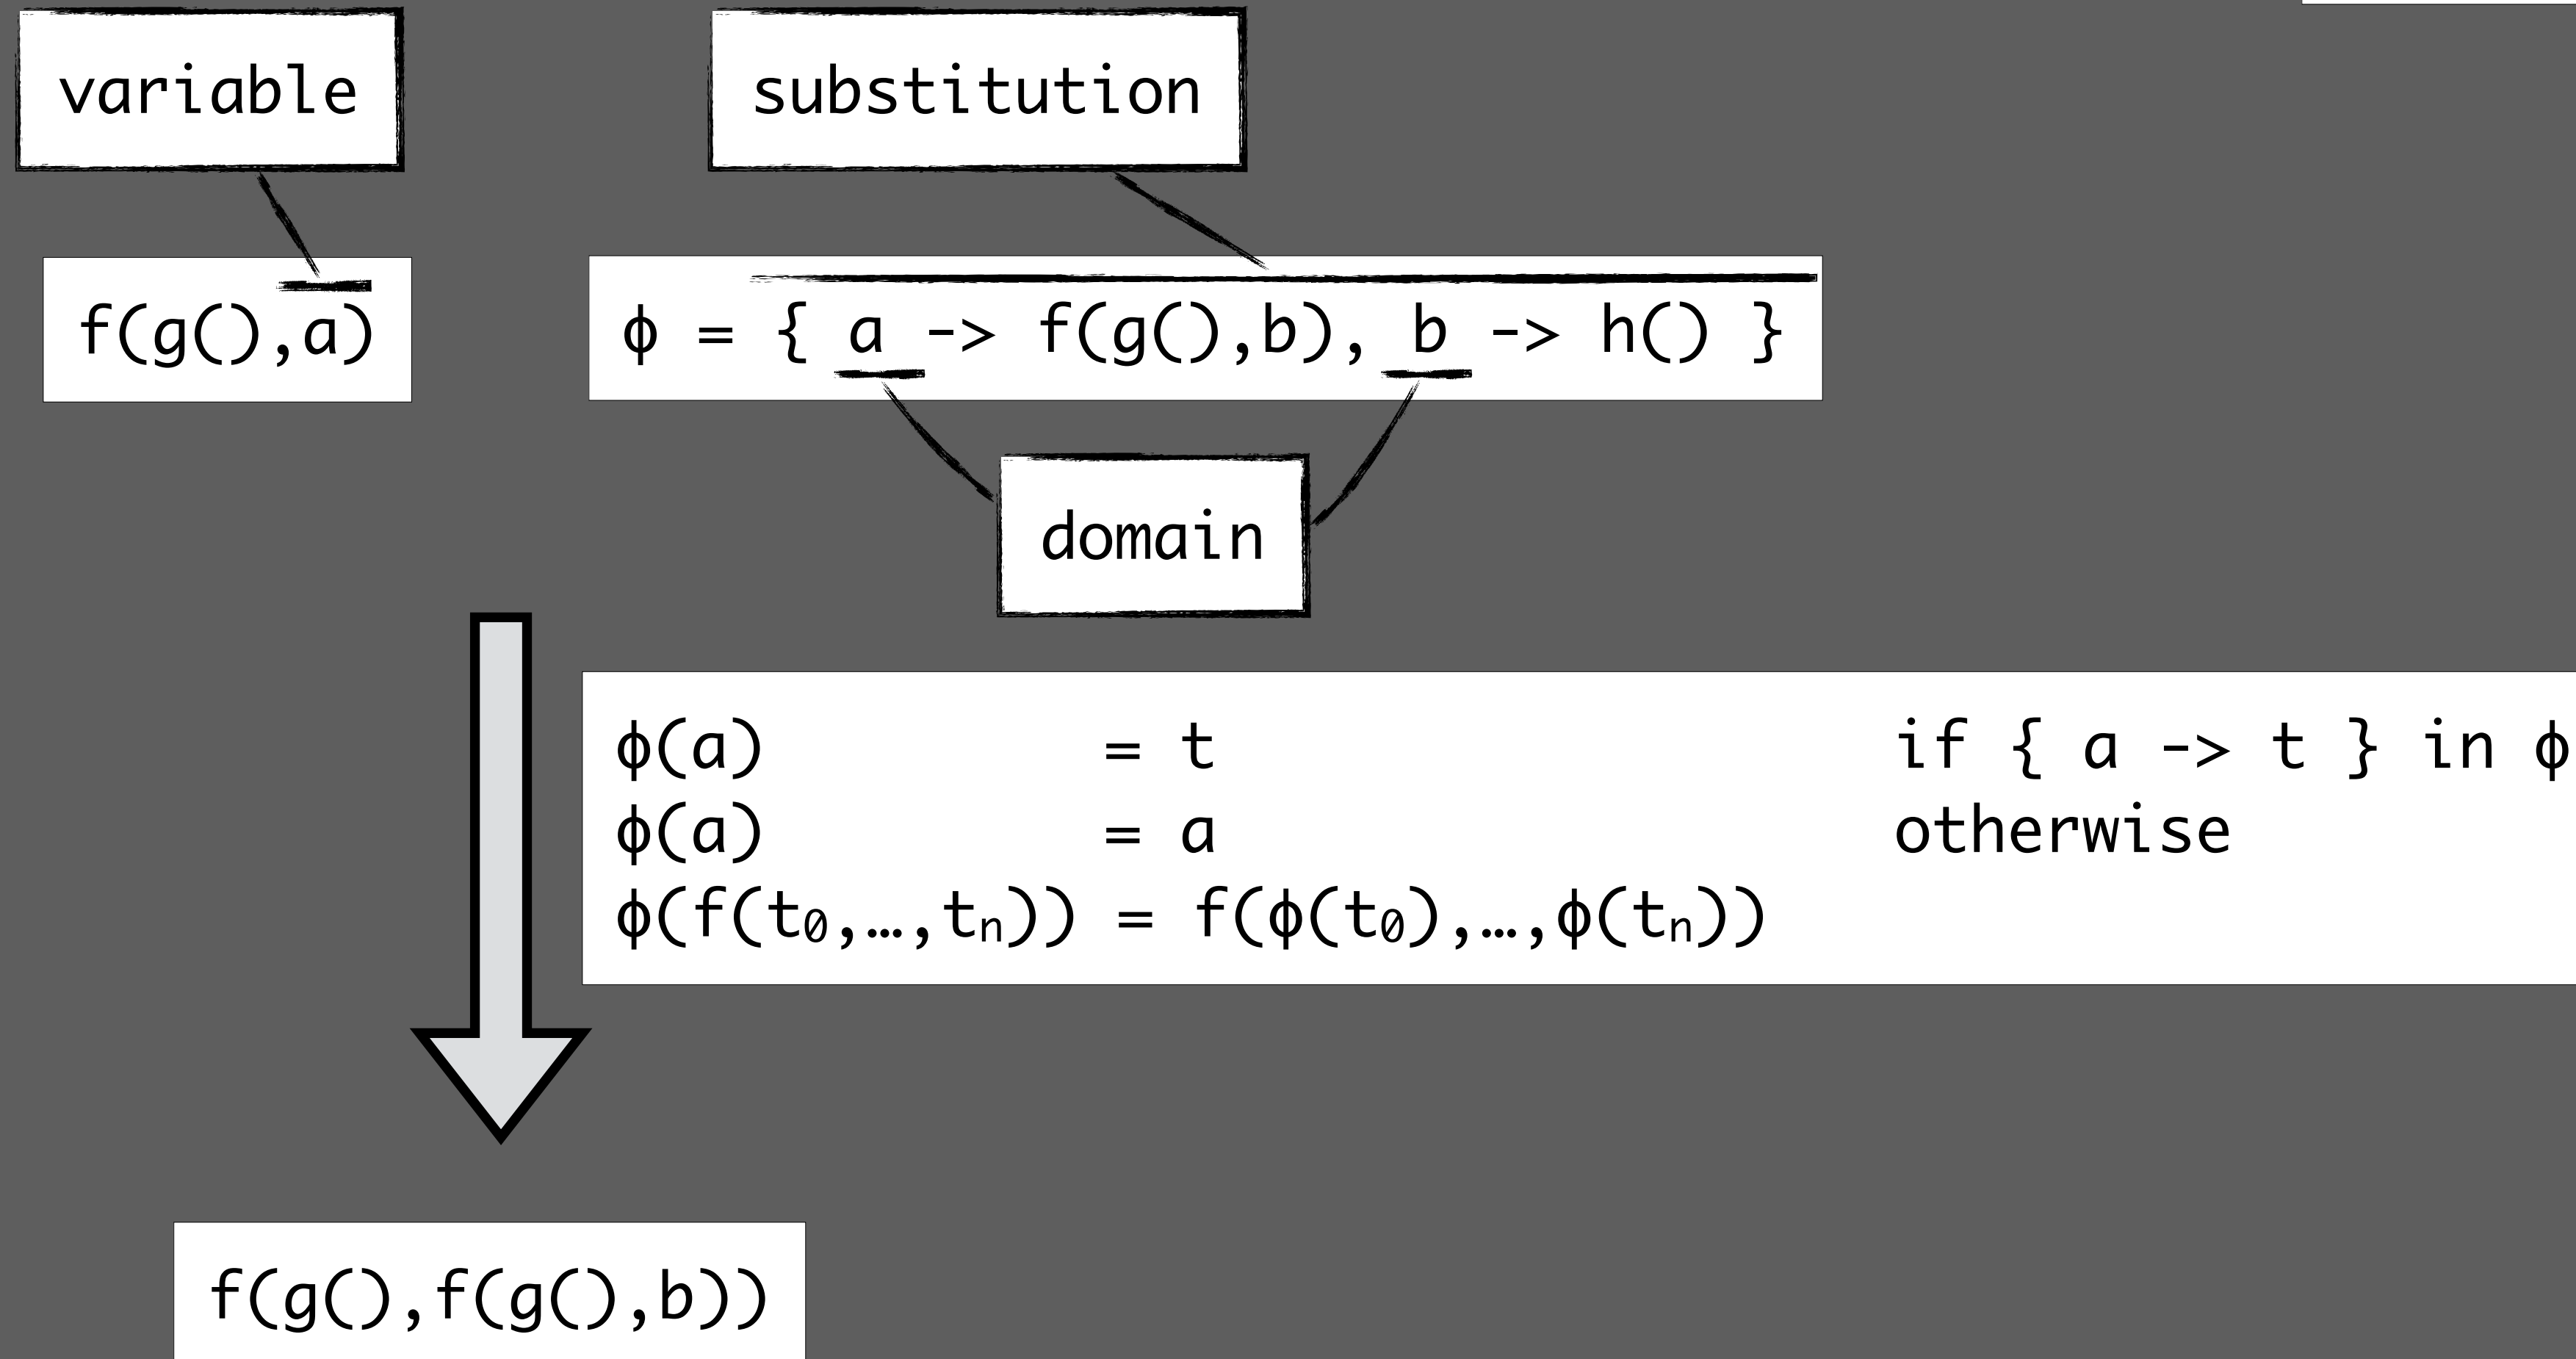 variable
substitution
f(g(),a)
ϕ = { a -> f(g(),b), b -> h() }
domain
ϕ(a) = t if { a -> t } in ϕ
ϕ(a) = a otherwise
ϕ(f(t₀,…,tₙ)) = f(ϕ(t₀),…,ϕ(tₙ))
f(g(),f(g(),b))